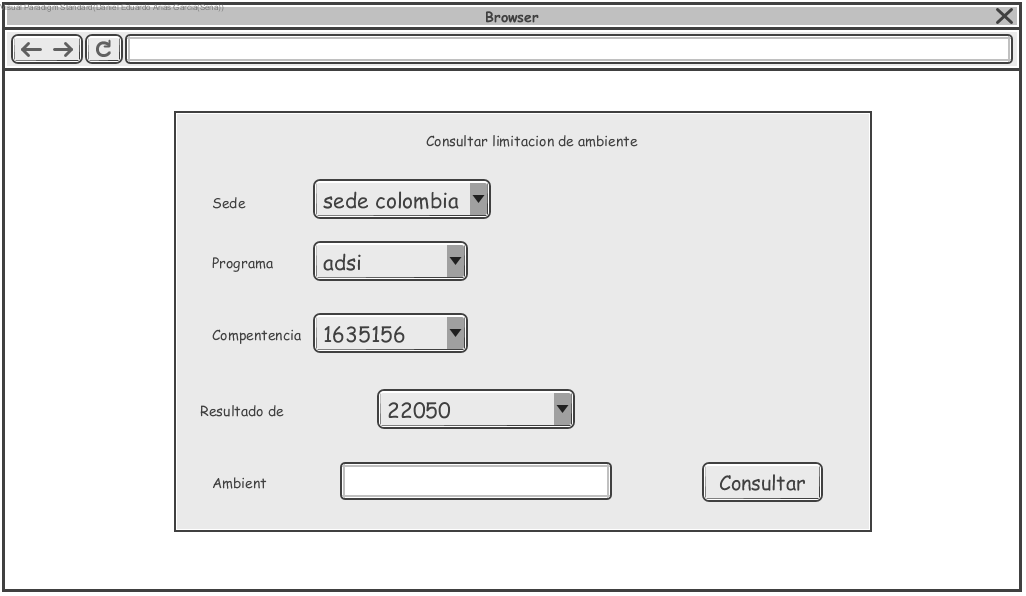 Visual Paradigm Standard(Daniel Eduardo Arias Garcia(Sena))
Browser
Consultar limitacion de ambiente
Sede
sede colombia
Programa
adsi
Compentencia
1635156
Resultado de
22050
Ambient
Consultar